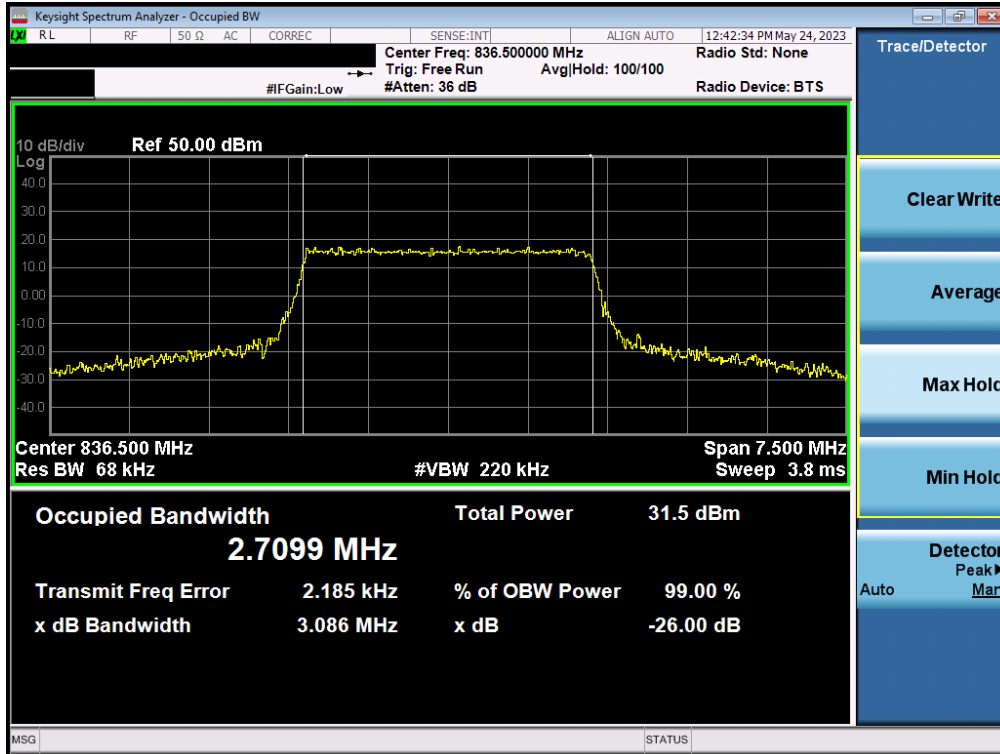 Keysight Spectrum Analyzer - Occupied BW
LXI RL RF 50 Ω AC CORREC SENSE:INT ALIGN AUTO 12:42:34 PM May 24, 2023
Center Freq: 836.500000 MHz Radio Std: None
Trig: Free Run Avg|Hold: 100/100
#IFGain:Low #Atten: 36 dB Radio Device: BTS
Trace/Detector
10 dB/div Ref 50.00 dBm
Log
40.0
30.0
20.0
10.0
0.00
-10.0
-20.0
-30.0
-40.0
Center 836.500 MHz Span 7.500 MHz
Res BW 68 kHz #VBW 220 kHz Sweep 3.8 ms
Occupied Bandwidth Total Power 31.5 dBm
2.7099 MHz
Transmit Freq Error 2.185 kHz % of OBW Power 99.00 %
x dB Bandwidth 3.086 MHz x dB -26.00 dB
Clear Write
Average
Max Hold
Min Hold
Detector
Peak▶
Auto Man
MSG STATUS